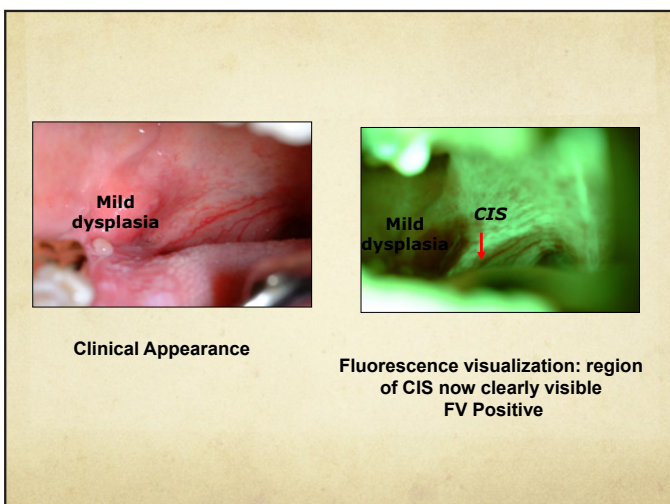 Mild
dysplasia
Mild
dysplasia
CIS
Clinical Appearance
Fluorescence visualization: region
of CIS now clearly visible
FV Positive